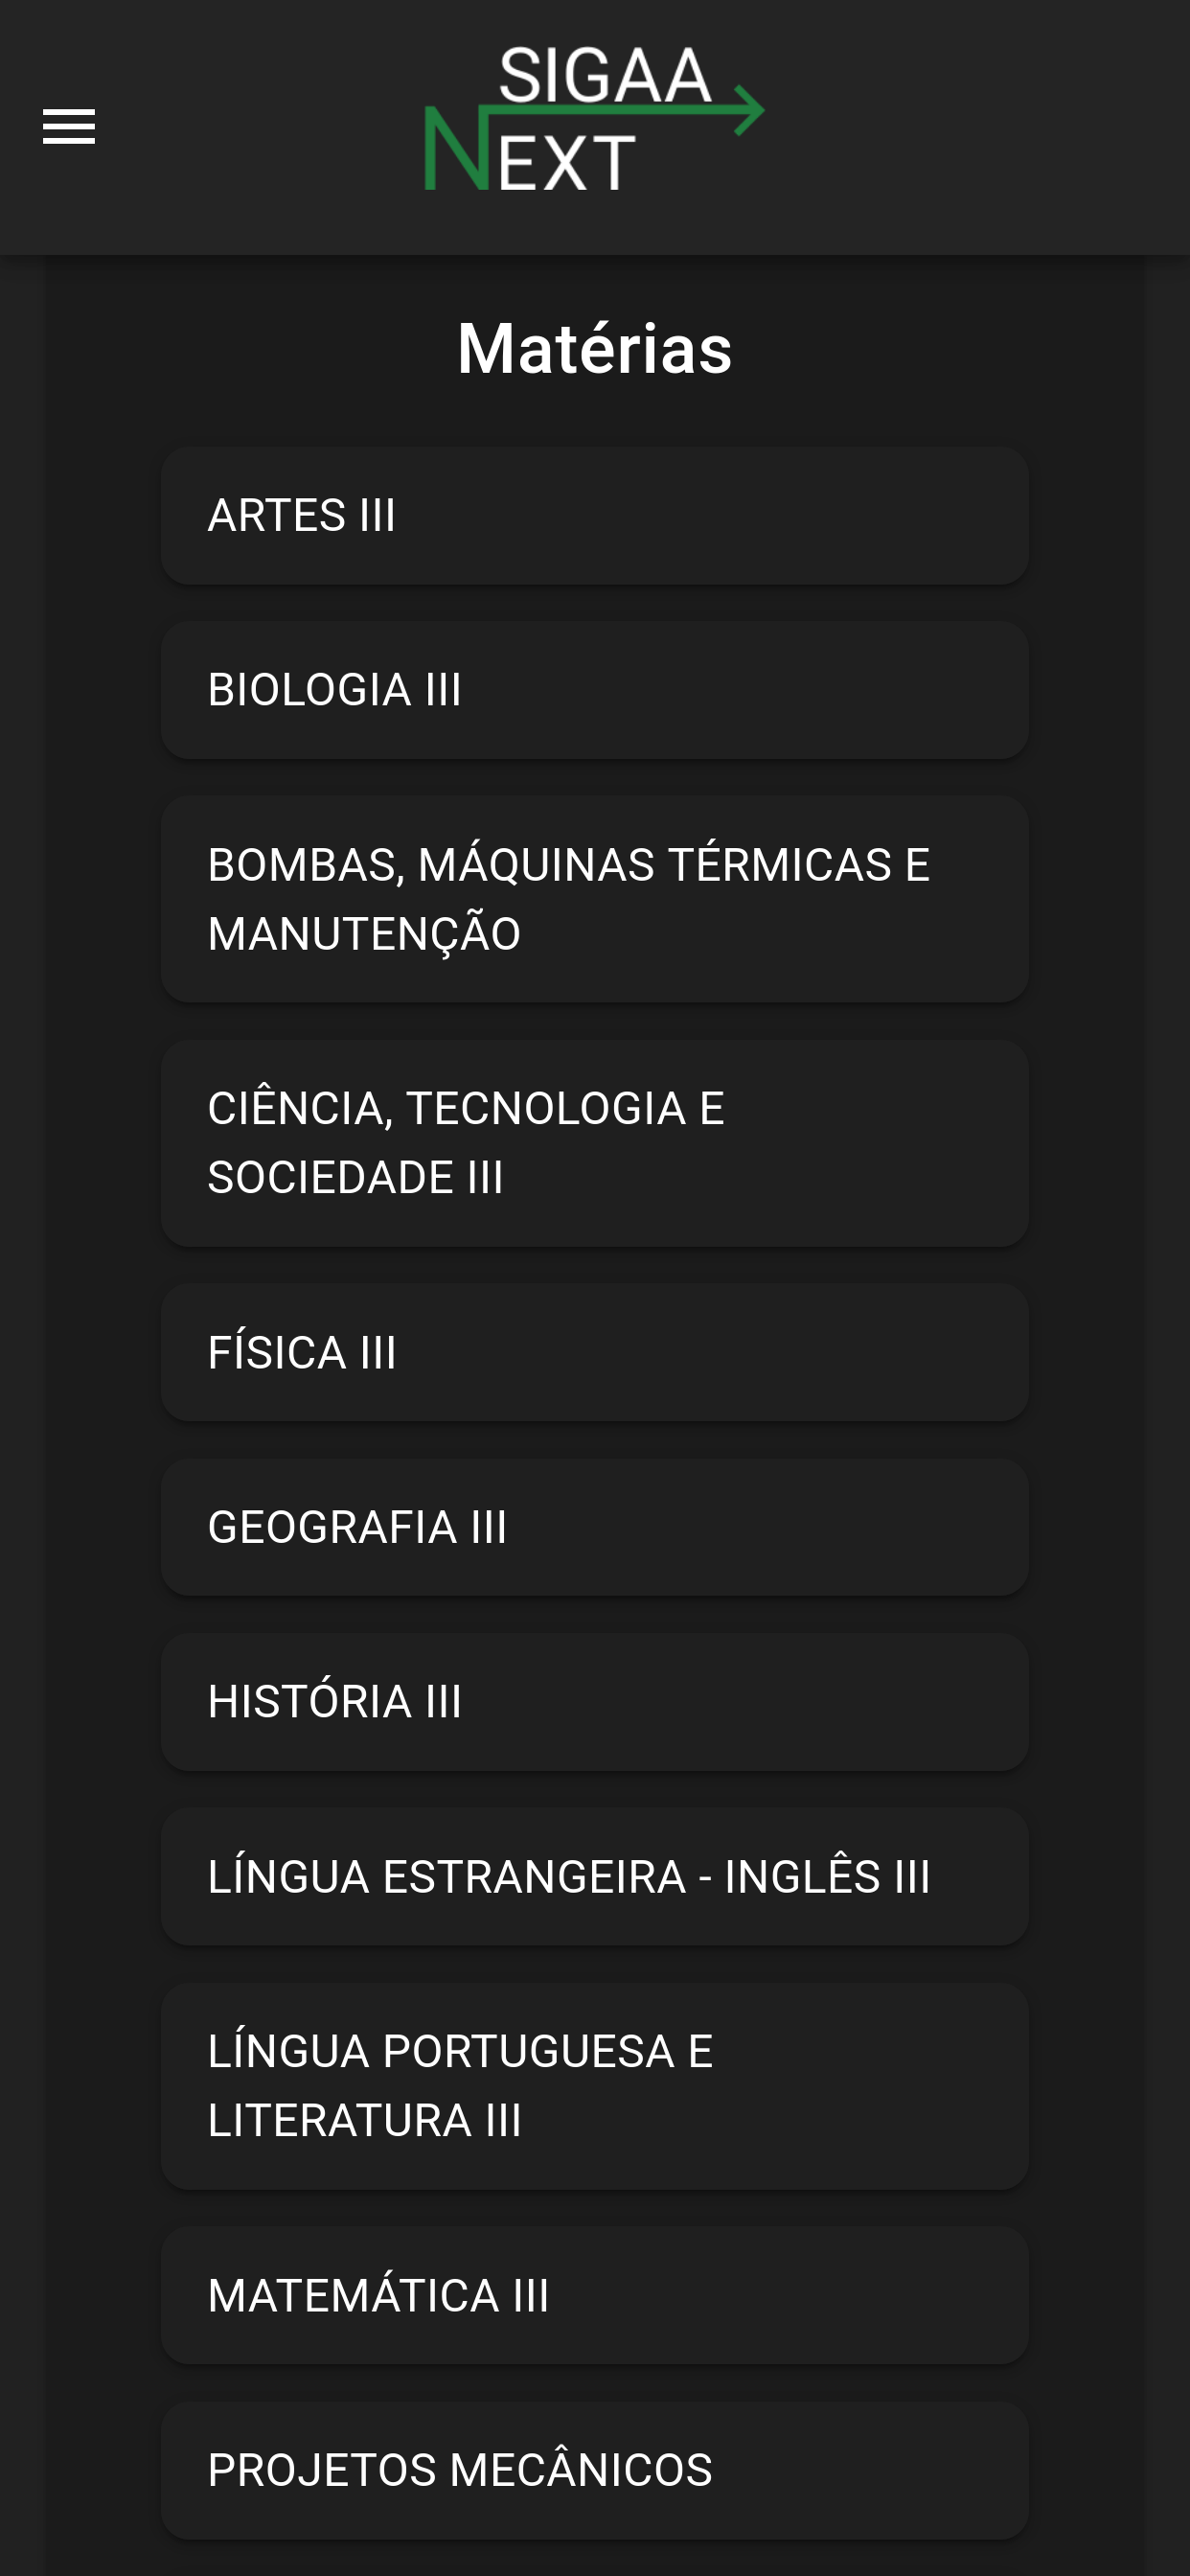 SIGAA
NEXT
Matérias
ARTES III
BIOLOGIA III
BOMBAS, MÁQUINAS TÉRMICAS E
MANUTENÇÃO
CIÊNCIA, TECNOLOGIA E
SOCIEDADE III
FÍSICA III
GEOGRAFIA III
HISTÓRIA III
LÍNGUA ESTRANGEIRA - INGLÊS III
LÍNGUA PORTUGUESA E
LITERATURA III
MATEMÁTICA III
PROJETOS MECÂNICOS